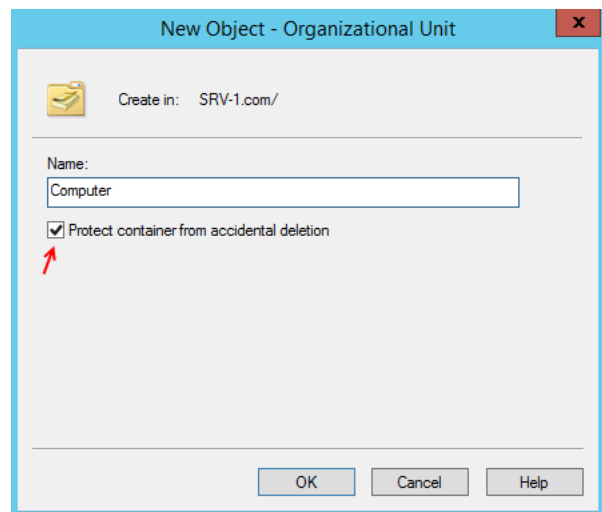 New Object - Organizational Unit
x
Create in: SRV-1.com/
Name:
Computer
Protect container from accidental deletion
OK Cancel Help